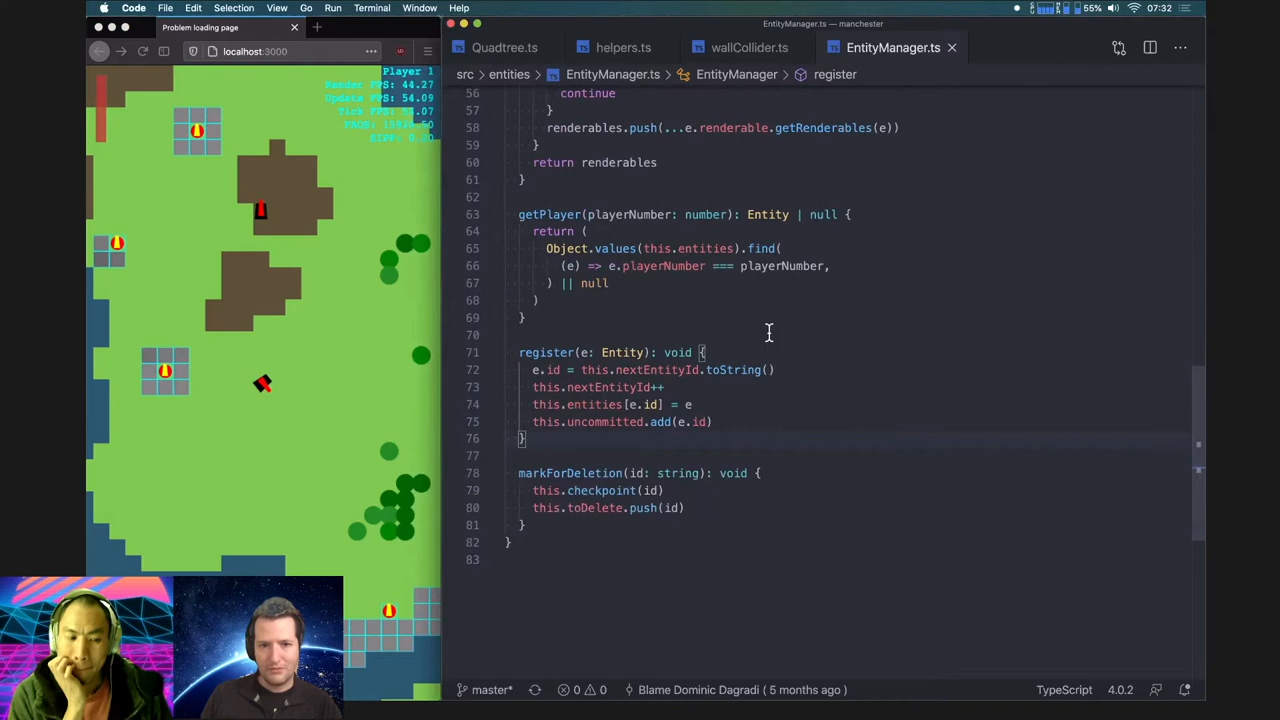 Code File Edit Selection View Go Run Terminal Window Help 55% 07:32
Problem loading page
localhost:3000
Player 1
Render FPS: 44.27
Update FPS: 54.09
EntityManager.ts — manchester
TS Quadtree.ts TS helpers.ts TS wallCollider.ts TS EntityManager.ts
src entities TS EntityManager.ts EntityManager register
56 continue
57 }
58 renderables.push(...e.renderable.getRenderables(e))
59 }
60 return renderables
61 }
62
63 getPlayer(playerNumber: number): Entity | null {
64 return (
65 Object.values(this.entities).find(
66 (e) => e.playerNumber === playerNumber,
67 ) || null
68 )
69 }
70
71 register(e: Entity): void {
72 e.id = this.nextEntityId.toString()
73 this.nextEntityId++
74 this.entities[e.id] = e
75 this.uncommitted.add(e.id)
76 }
77
78 markForDeletion(id: string): void {
79 this.checkpoint(id)
80 this.toDelete.push(id)
81 }
82 }
83
master* 0 0 Blame Dominic Dagradi ( 5 months ago ) TypeScript 4.0.2